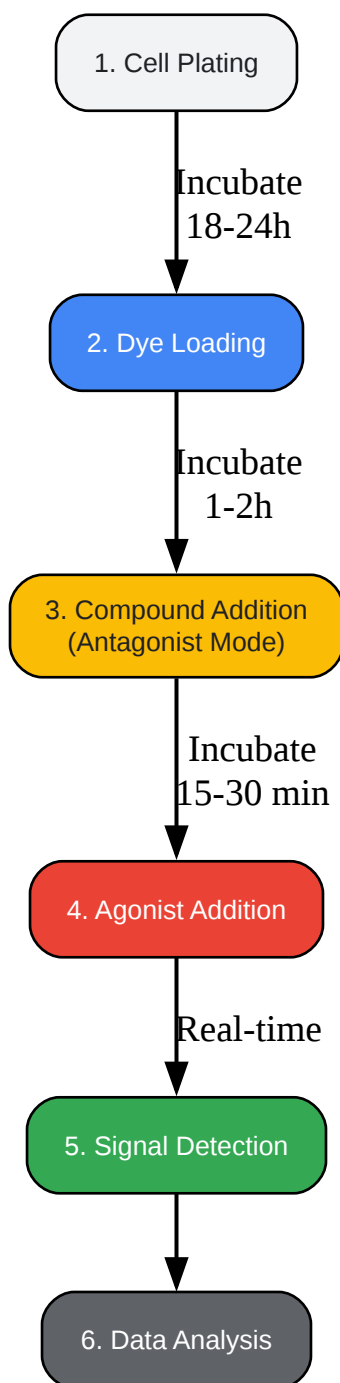 1. Cell Plating
Incubate
18-24h
2. Dye Loading
Incubate
1-2h
3. Compound Addition
(Antagonist Mode)
Incubate
15-30 min
4. Agonist Addition
Real-time
5. Signal Detection
6. Data Analysis